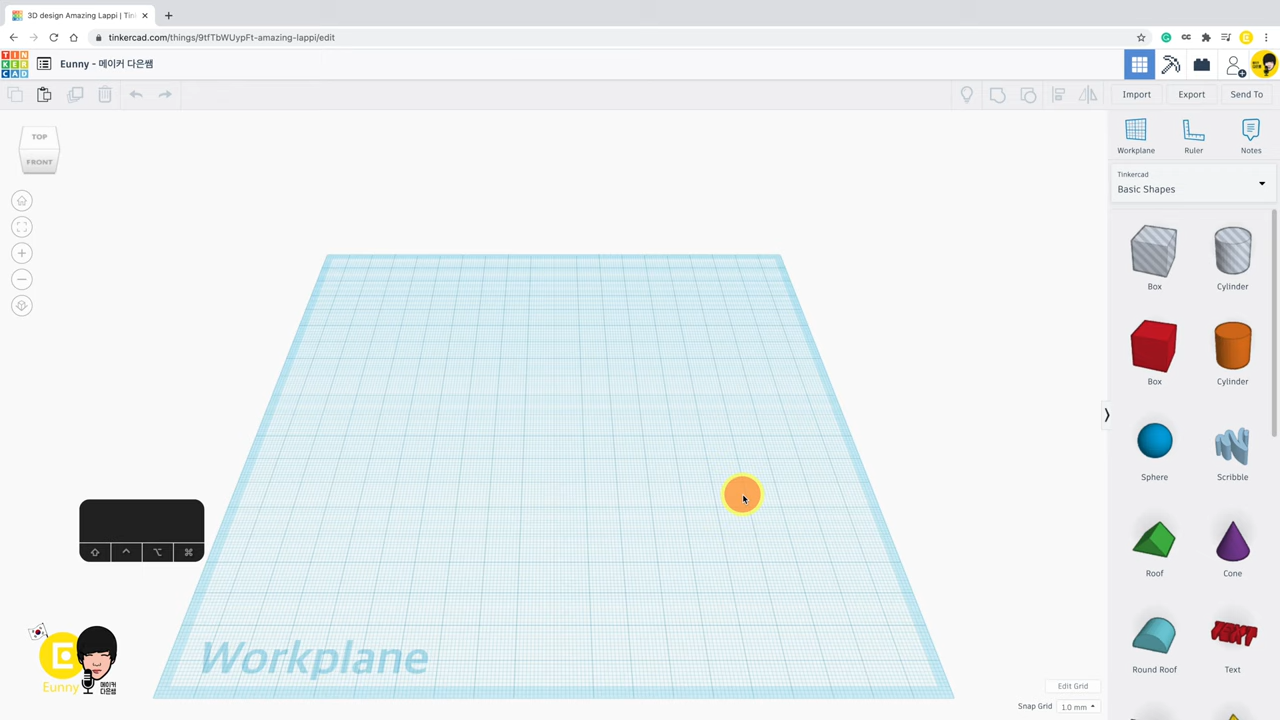 3D design Amazing Lappi | Tin
tinkercad.com/things/9tfTbWUypFt-amazing-lappi/edit
TIN
KER
CAD
Eunny - 메이커 다은쌤
Import
Export
Send To
TOP
FRONT
Workplane
Ruler
Notes
Tinkercad
Basic Shapes
Box
Cylinder
Box
Cylinder
Sphere
Scribble
Roof
Cone
Round Roof
TEXT
Text
Workplane
Eunny
메이커
다은쌤
Edit Grid
Snap Grid
1.0 mm